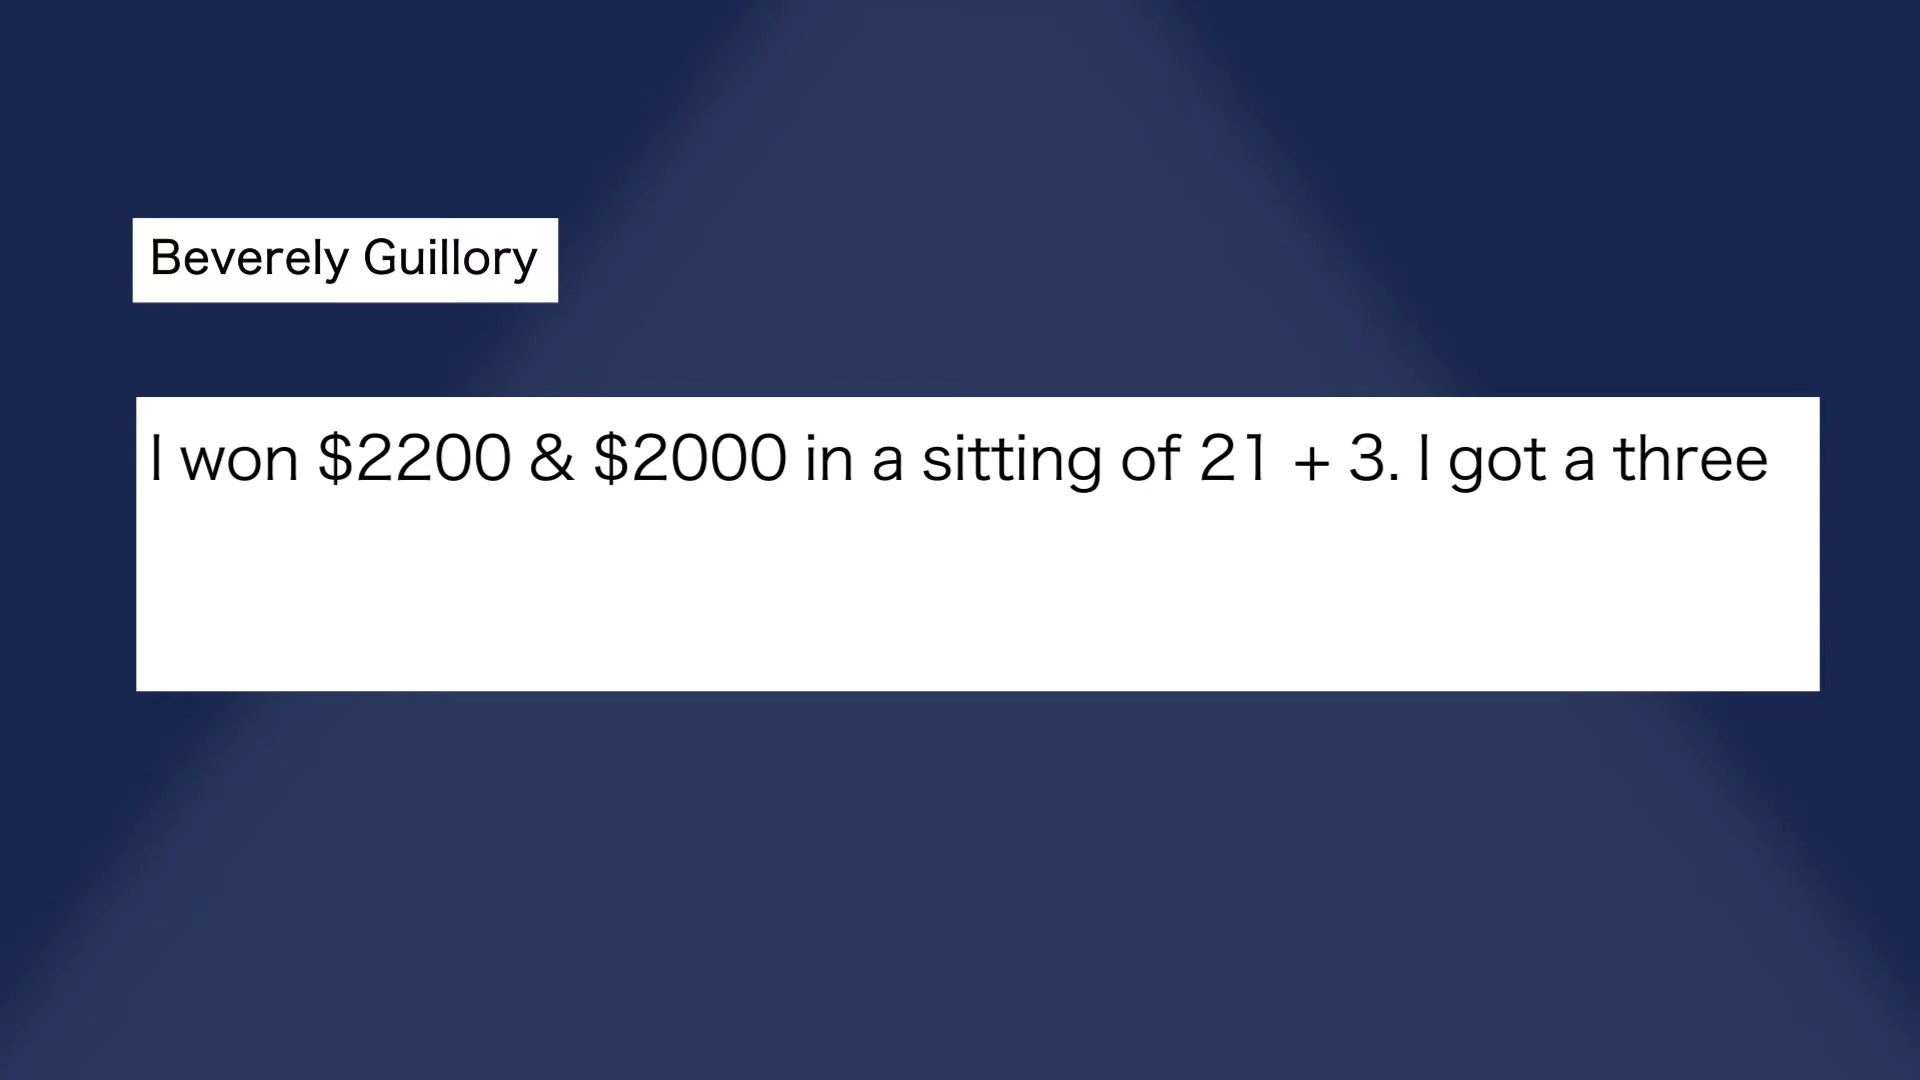 Beverely Guillory
I won $2200 & $2000 in a sitting of 21 + 3. I got a three